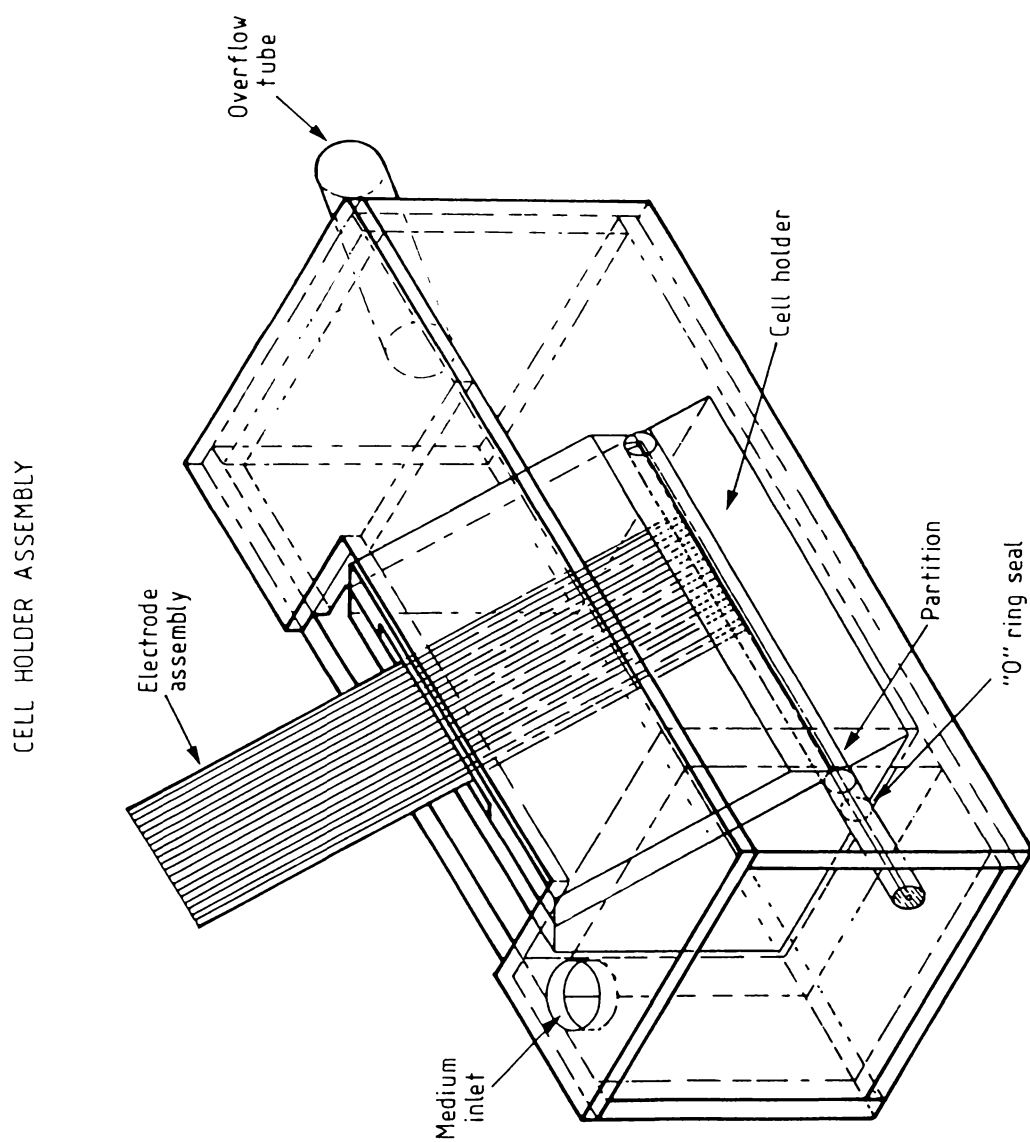 CELL HOLDER ASSEMBLY
Overflow
tube
Electrode
assembly
Cell holder
Partition
"O" ring seal
Medium
inlet